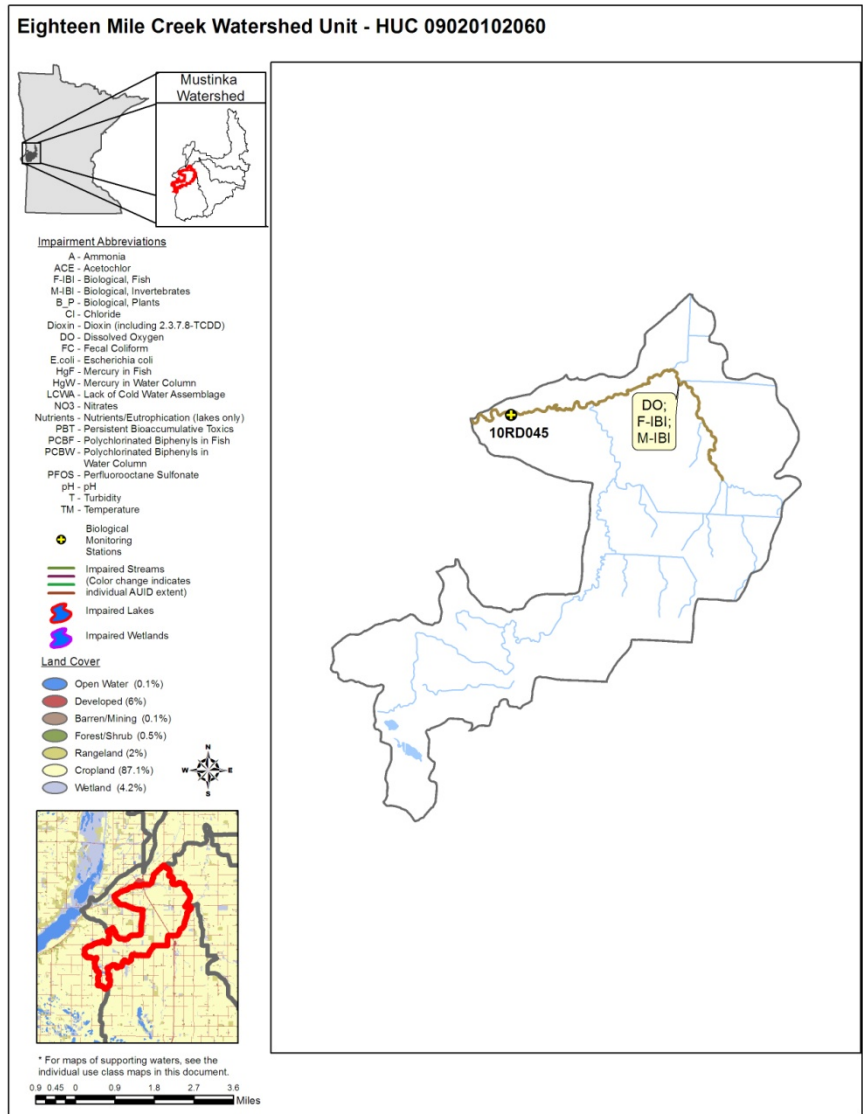 Eighteen Mile Creek Watershed Unit - HUC 09020102060
Mustinka
Watershed
Impairment Abbreviations
A - Ammonia
ACE - Acetochlor
F-IBI - Biological, Fish
M-IBI - Biological, Invertebrates
B_P - Biological, Plants
Cl - Chloride
Dioxin - Dioxin (including 2.3.7.8-TCDD)
DO - Dissolved Oxygen
FC - Fecal Coliform
E.coli - Escherichia coli
HgF - Mercury in Fish
HgW - Mercury in Water Column
LCWA - Lack of Cold Water Assemblage
NO3 - Nitrates
Nutrients - Nutrients/Eutrophication (lakes only)
PBT - Persistent Bioaccumulative Toxics
PCBF - Polychlorinated Biphenyls in Fish
PCBW - Polychlorinated Biphenyls in
Water Column
PFOS - Perfluorooctane Sulfonate
pH - pH
T - Turbidity
TM - Temperature
Biological
Monitoring
Stations
Impaired Streams
(Color change indicates
individual AUID extent)
Impaired Lakes
Impaired Wetlands
Land Cover
Open Water (0.1%)
Developed (6%)
Barren/Mining (0.1%)
Forest/Shrub (0.5%)
Rangeland (2%)
Cropland (87.1%)
Wetland (4.2%)
N
W E
S
10RD045
DO;
F-IBI;
M-IBI
* For maps of supporting waters, see the
individual use class maps in this document.
0.9 0.45 0 0.9 1.8 2.7 3.6
Miles